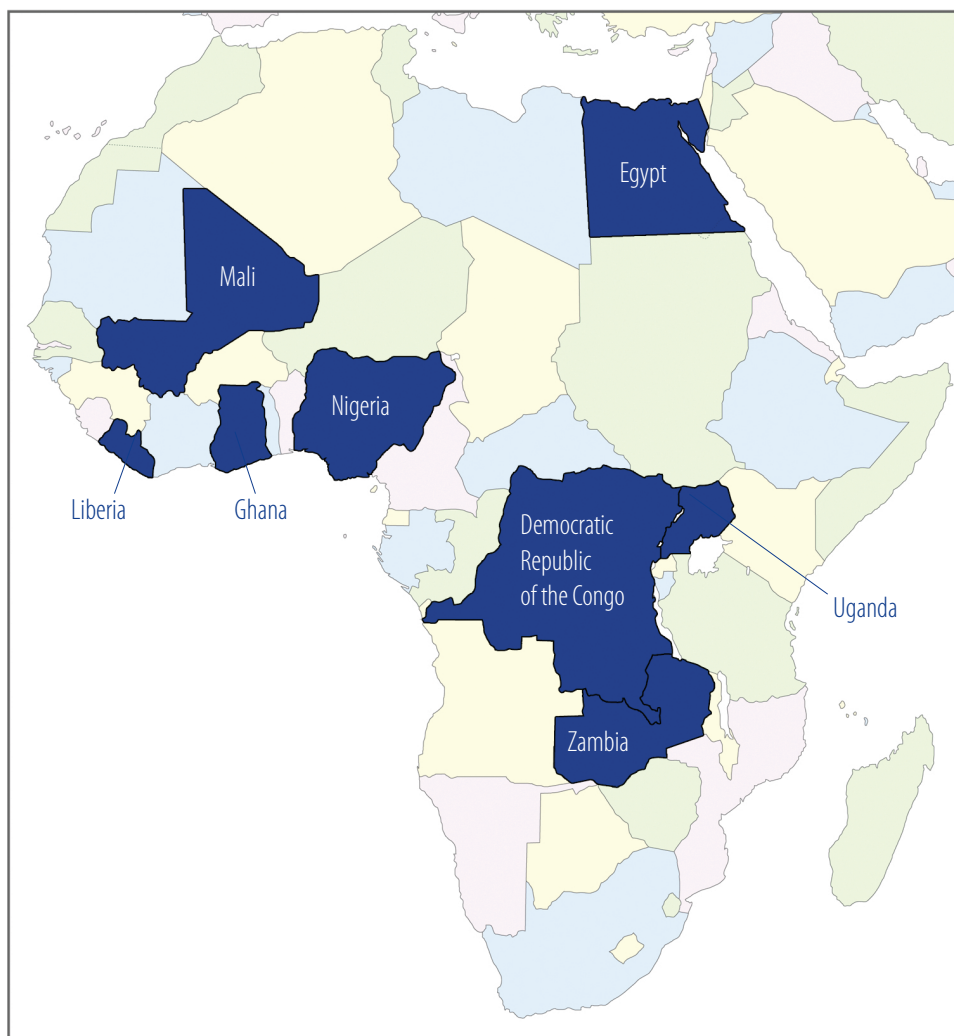 Egypt
Mali
Nigeria
Liberia
Ghana
Democratic
Republic
of the Congo
Uganda
Zambia